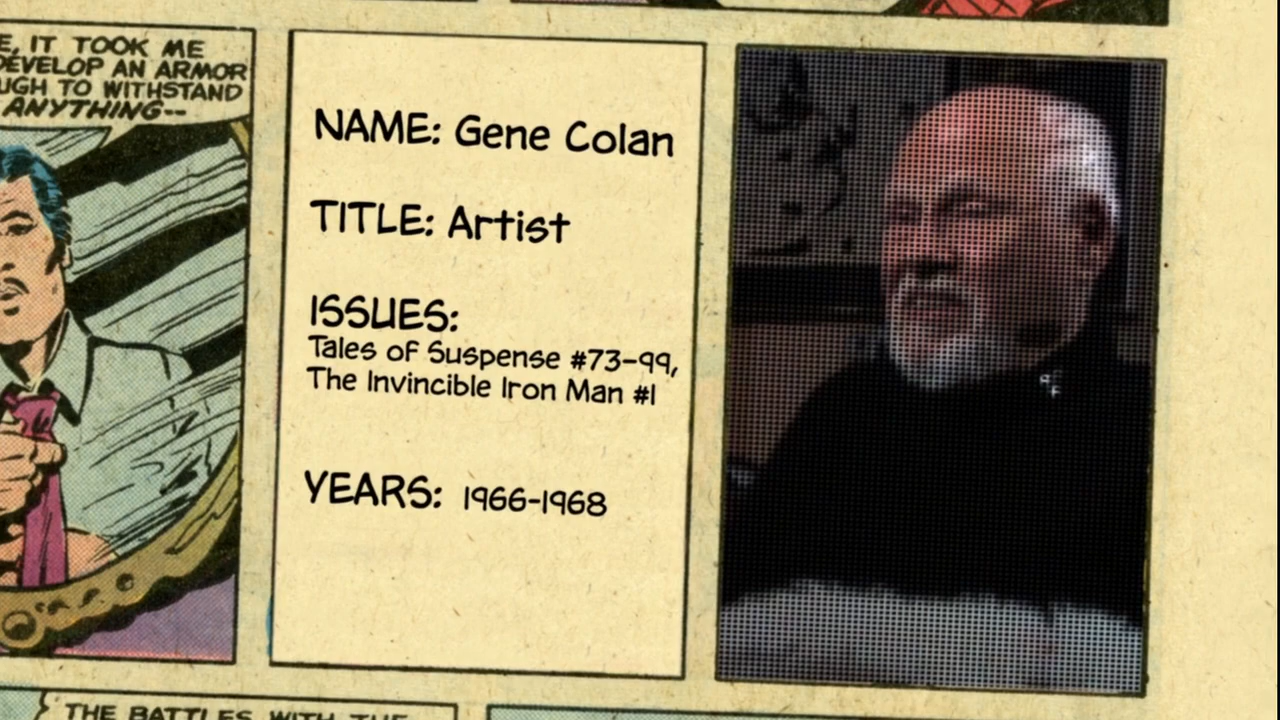 E, IT TOOK ME
DEVELOP AN ARMOR
UGH TO WITHSTAND
ANYTHING--
NAME: Gene Colan
TITLE: Artist
ISSUES:
Tales of Suspense #73-99,
The Invincible Iron Man #1
YEARS: 1966-1968
THE BATTLES WITH THE